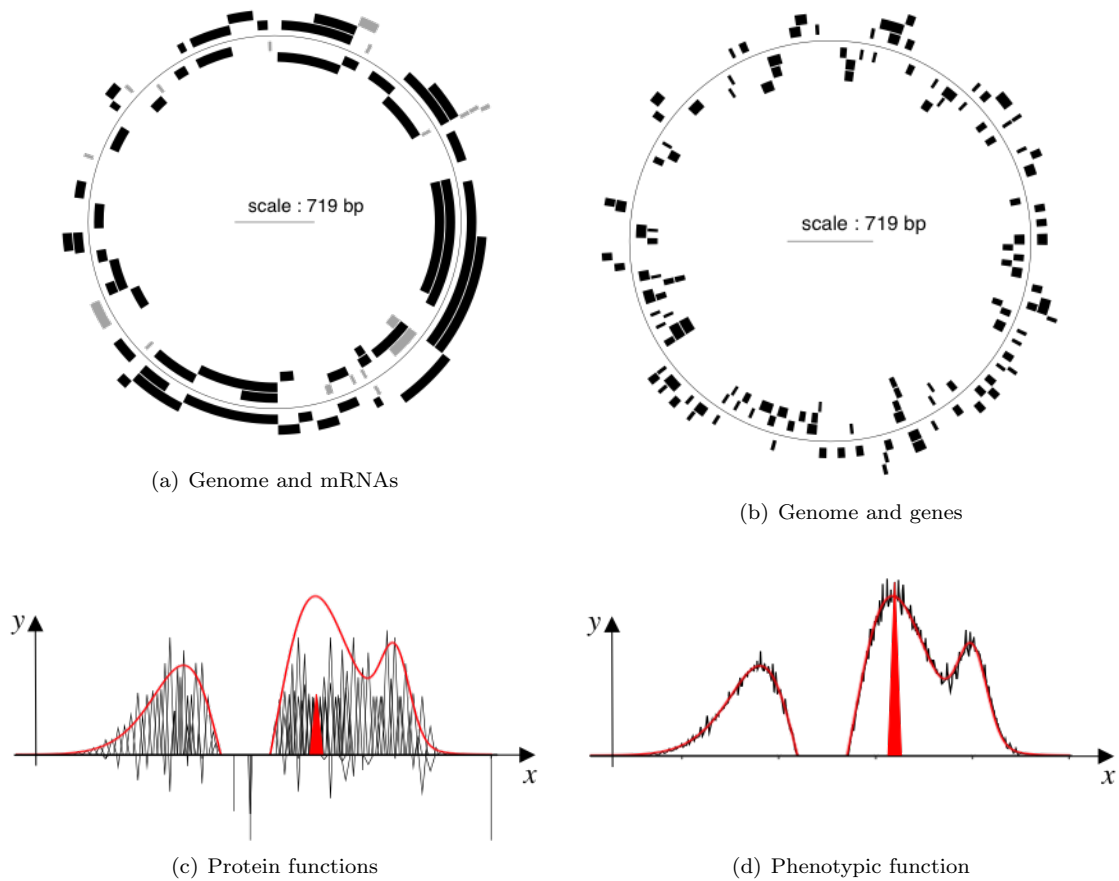 scale : 719 bp
scale : 719 bp
(a) Genome and mRNAs
(b) Genome and genes
y
x
y
x
(c) Protein functions
(d) Phenotypic function